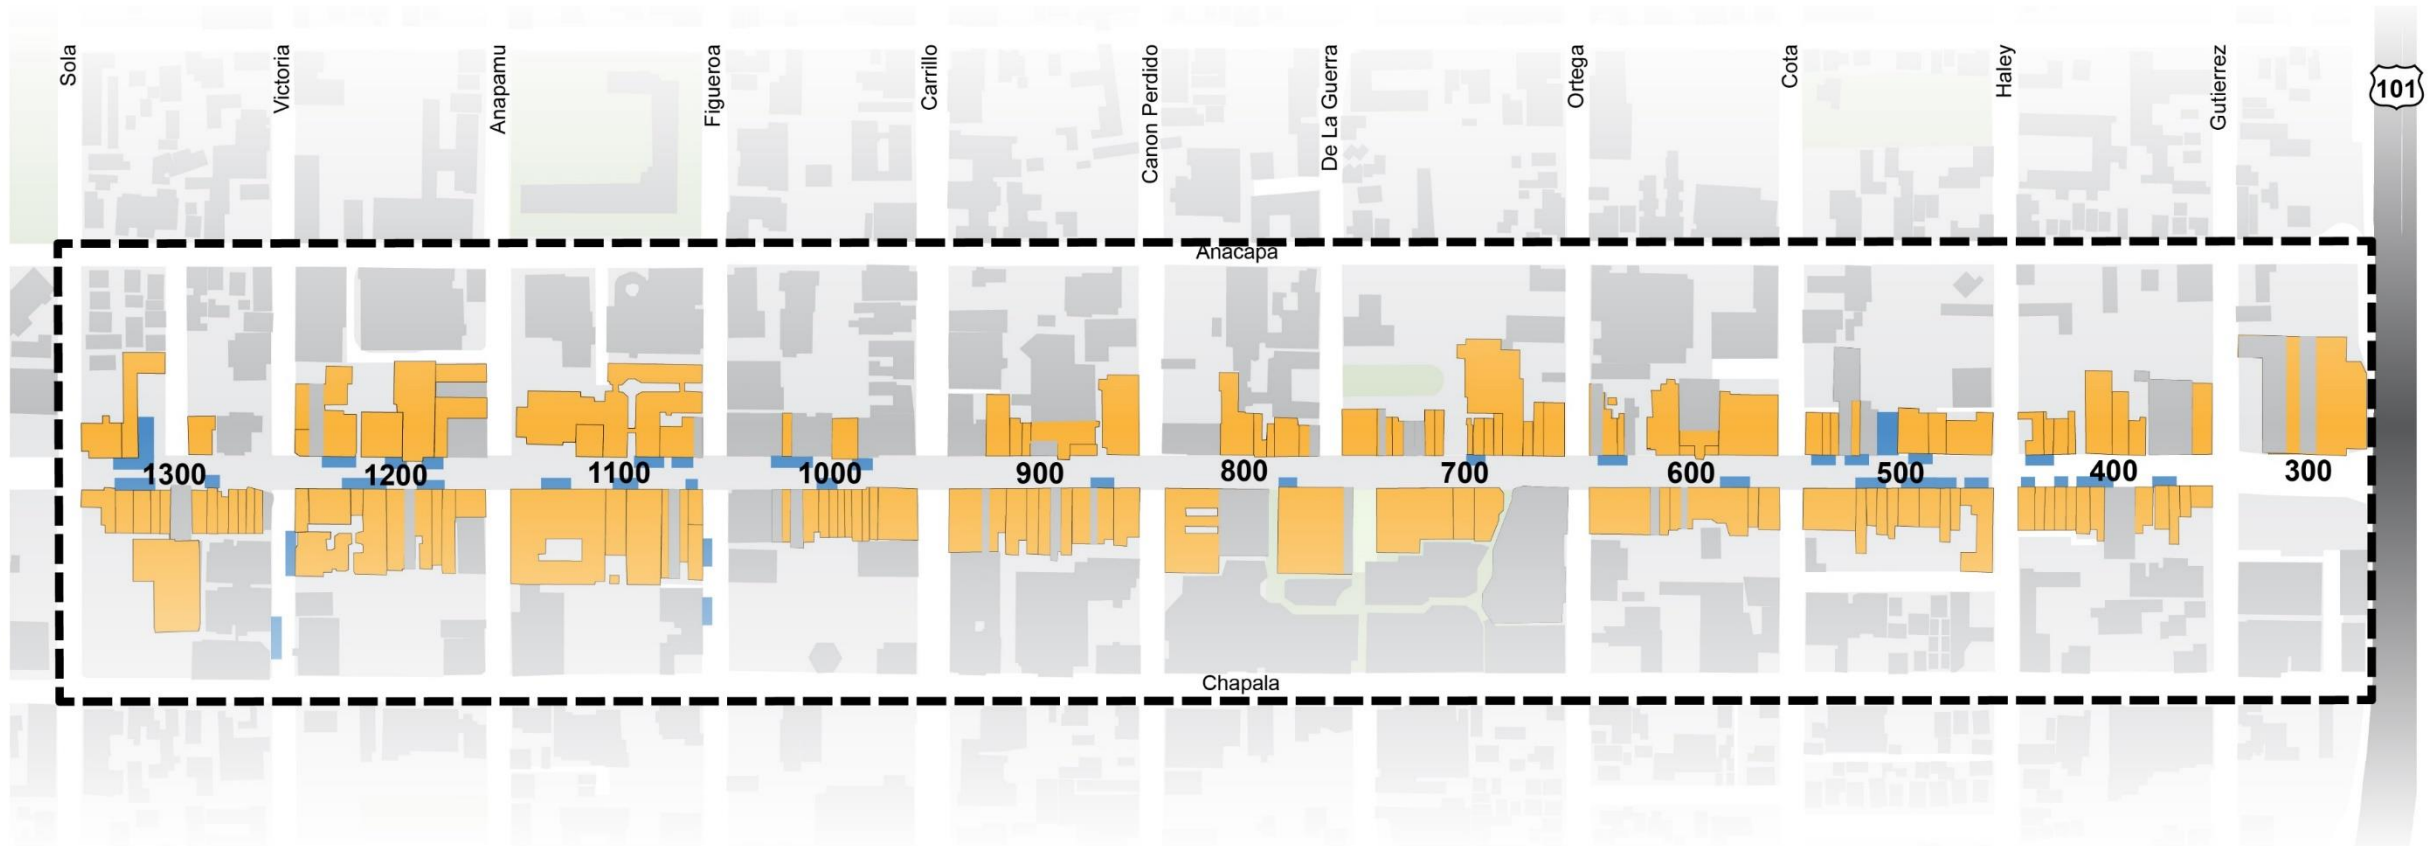 Sola
Victoria
Anapamu
Figueroa
Carrillo
Canon Perdido
De La Guerra
Ortega
Cota
Haley
Gutierrez
101
Anacapa
1300
1200
1100
1000
900
800
700
600
500
400
300
Chapala